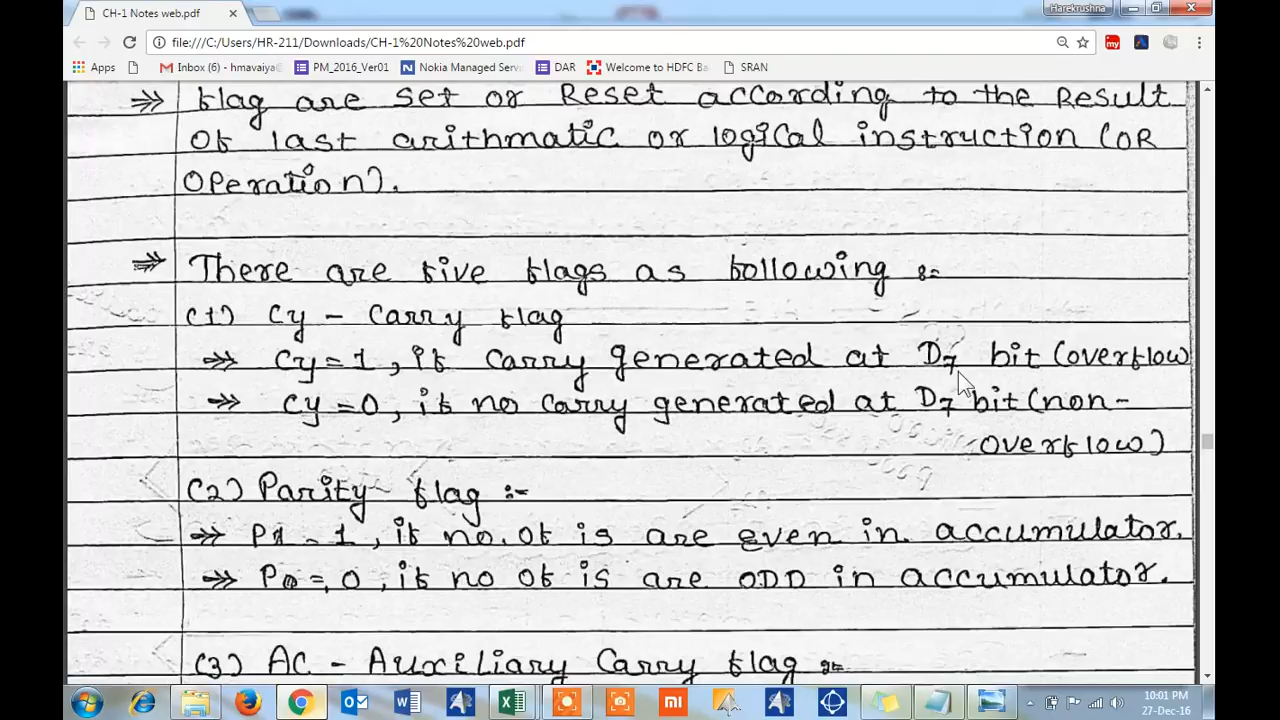 CH-1 Notes web.pdf
Harekrushna
file:///C:/Users/HR-211/Downloads/CH-1%20Notes%20web.pdf
Apps Inbox (6) - hmavaiya PM_2016_Ver01 Nokia Managed Serv DAR Welcome to HDFC Ba SRAN
flag are set or Reset according to the Result
of last arithmatic or logical instruction (OR
Operation).
There are five flags as following :-
(1) Cy - Carry flag
Cy=1, if carry generated at D7 bit (overflow
Cy=0, if no carry generated at D7 bit (non-
overflow)
(2) Parity flag :-
P = 1, if no. of 1s are even in accumulator.
P = 0, if no of 1s are ODD in accumulator.
(3) AC - Auxiliary Carry flag :-
my
mi
10:01 PM
27-Dec-16